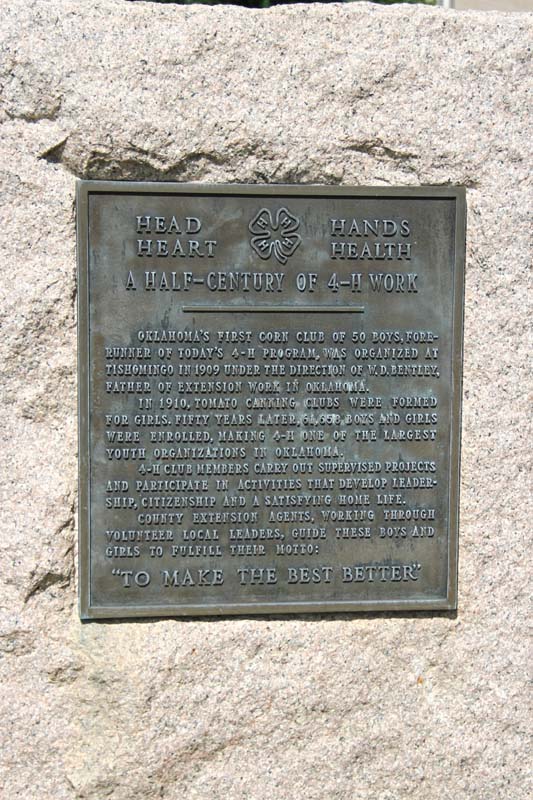 HEAD HANDS
HEART HEALTH
H H H H
A HALF-CENTURY OF 4-H WORK
OKLAHOMA'S FIRST CORN CLUB OF 50 BOYS, FORE-
RUNNER OF TODAY'S 4-H PROGRAM, WAS ORGANIZED AT
TISHOMINGO IN 1909 UNDER THE DIRECTION OF W.D. BENTLEY,
FATHER OF EXTENSION WORK IN OKLAHOMA.
IN 1910, TOMATO CANNING CLUBS WERE FORMED
FOR GIRLS. FIFTY YEARS LATER, BOYS AND GIRLS
WERE ENROLLED, MAKING 4-H ONE OF THE LARGEST
YOUTH ORGANIZATIONS IN OKLAHOMA.
4-H CLUB MEMBERS CARRY OUT SUPERVISED PROJECTS
AND PARTICIPATE IN ACTIVITIES THAT DEVELOP LEADER-
SHIP, CITIZENSHIP AND A SATISFYING HOME LIFE.
COUNTY EXTENSION AGENTS, WORKING THROUGH
VOLUNTEER LOCAL LEADERS, GUIDE THESE BOYS AND
GIRLS TO FULFILL THEIR MOTTO:
"TO MAKE THE BEST BETTER"